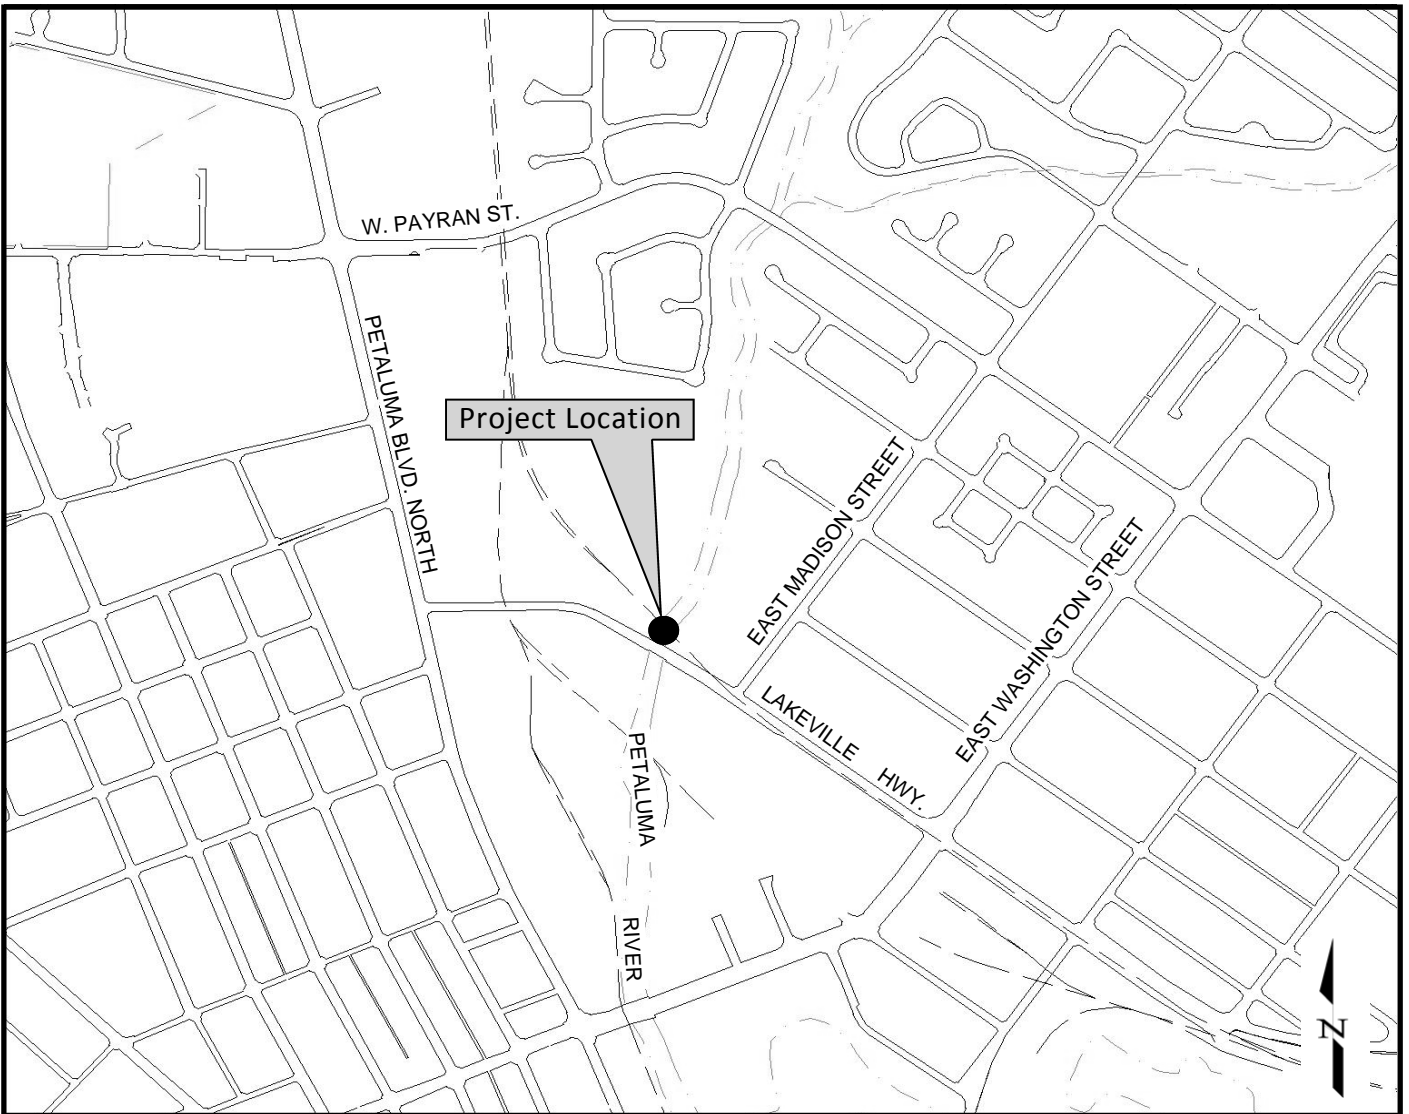 W. PAYRAN ST.
PETALUMA BLVD. NORTH
Project Location
EAST MADISON STREET
EAST WASHINGTON STREET
LAKEVILLE HWY.
PETALUMA RIVER
N